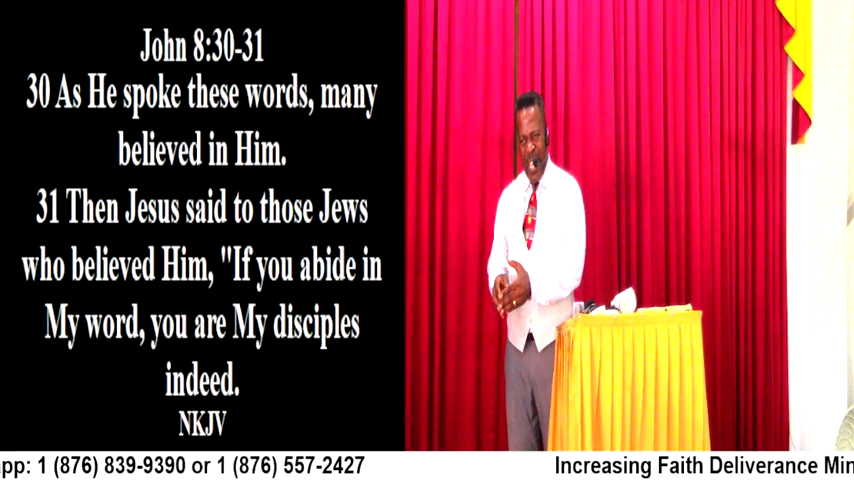 John 8:30-31
30 As He spoke these words, many
believed in Him.
31 Then Jesus said to those Jews
who believed Him, "If you abide in
My word, you are My disciples
indeed.
NKJV
app: 1 (876) 839-9390 or 1 (876) 557-2427
Increasing Faith Deliverance Min